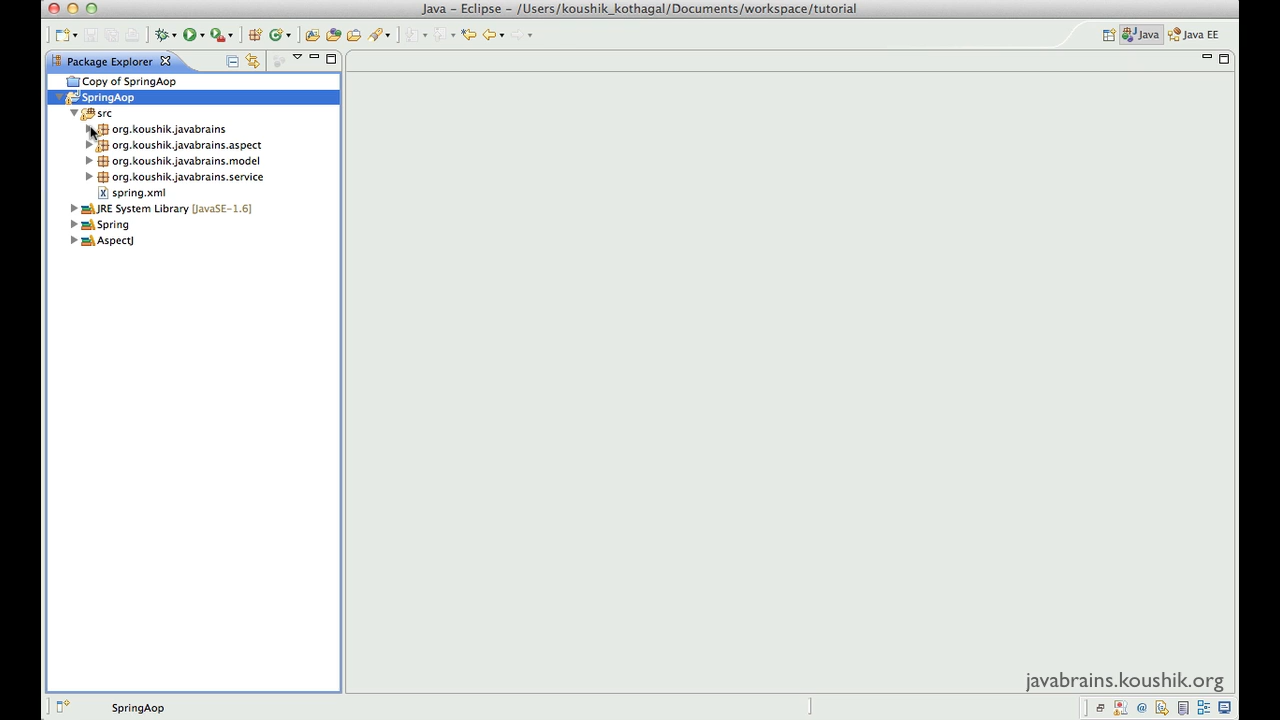 Java – Eclipse – /Users/koushik_kothagal/Documents/workspace/tutorial
Java
Java EE
Package Explorer
Copy of SpringAop
SpringAop
src
org.koushik.javabrains
org.koushik.javabrains.aspect
org.koushik.javabrains.model
org.koushik.javabrains.service
spring.xml
JRE System Library [JavaSE-1.6]
Spring
AspectJ
javabrains.koushik.org
SpringAop